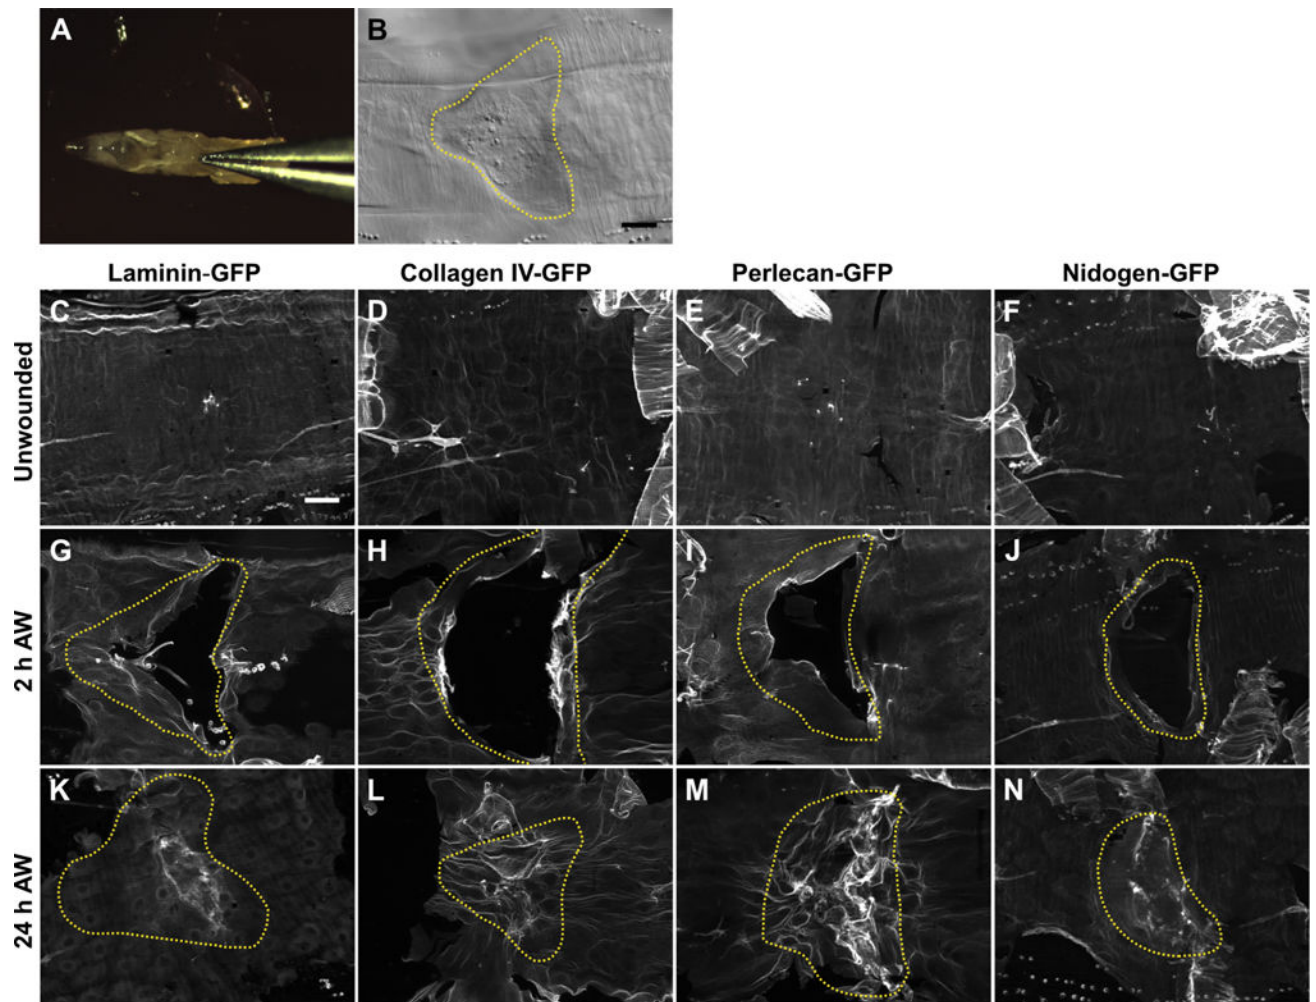 A
B
Laminin-GFP
Collagen IV-GFP
Perlecan-GFP
Nidogen-GFP
Unwounded
C
D
E
F
2 h AW
G
H
I
J
24 h AW
K
L
M
N